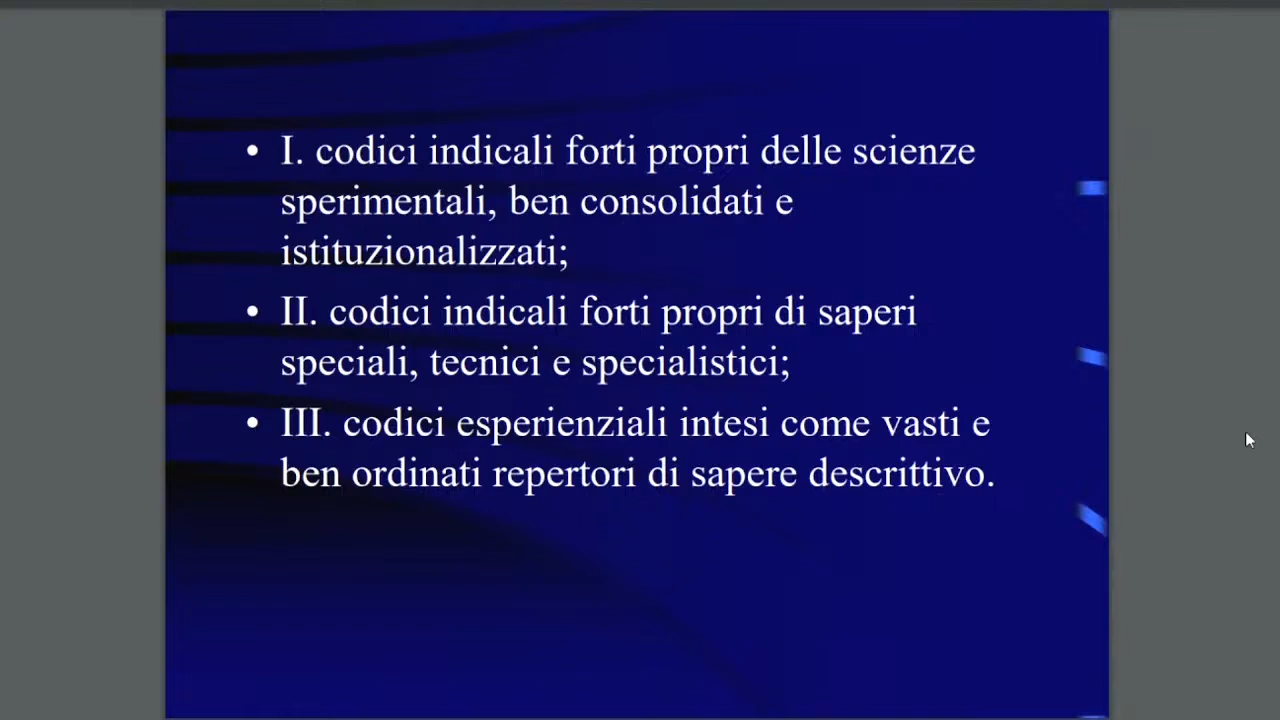 • I. codici indicali forti propri delle scienze
sperimentali, ben consolidati e
istituzionalizzati;
• II. codici indicali forti propri di saperi
speciali, tecnici e specialistici;
• III. codici esperienziali intesi come vasti e
ben ordinati repertori di sapere descrittivo.